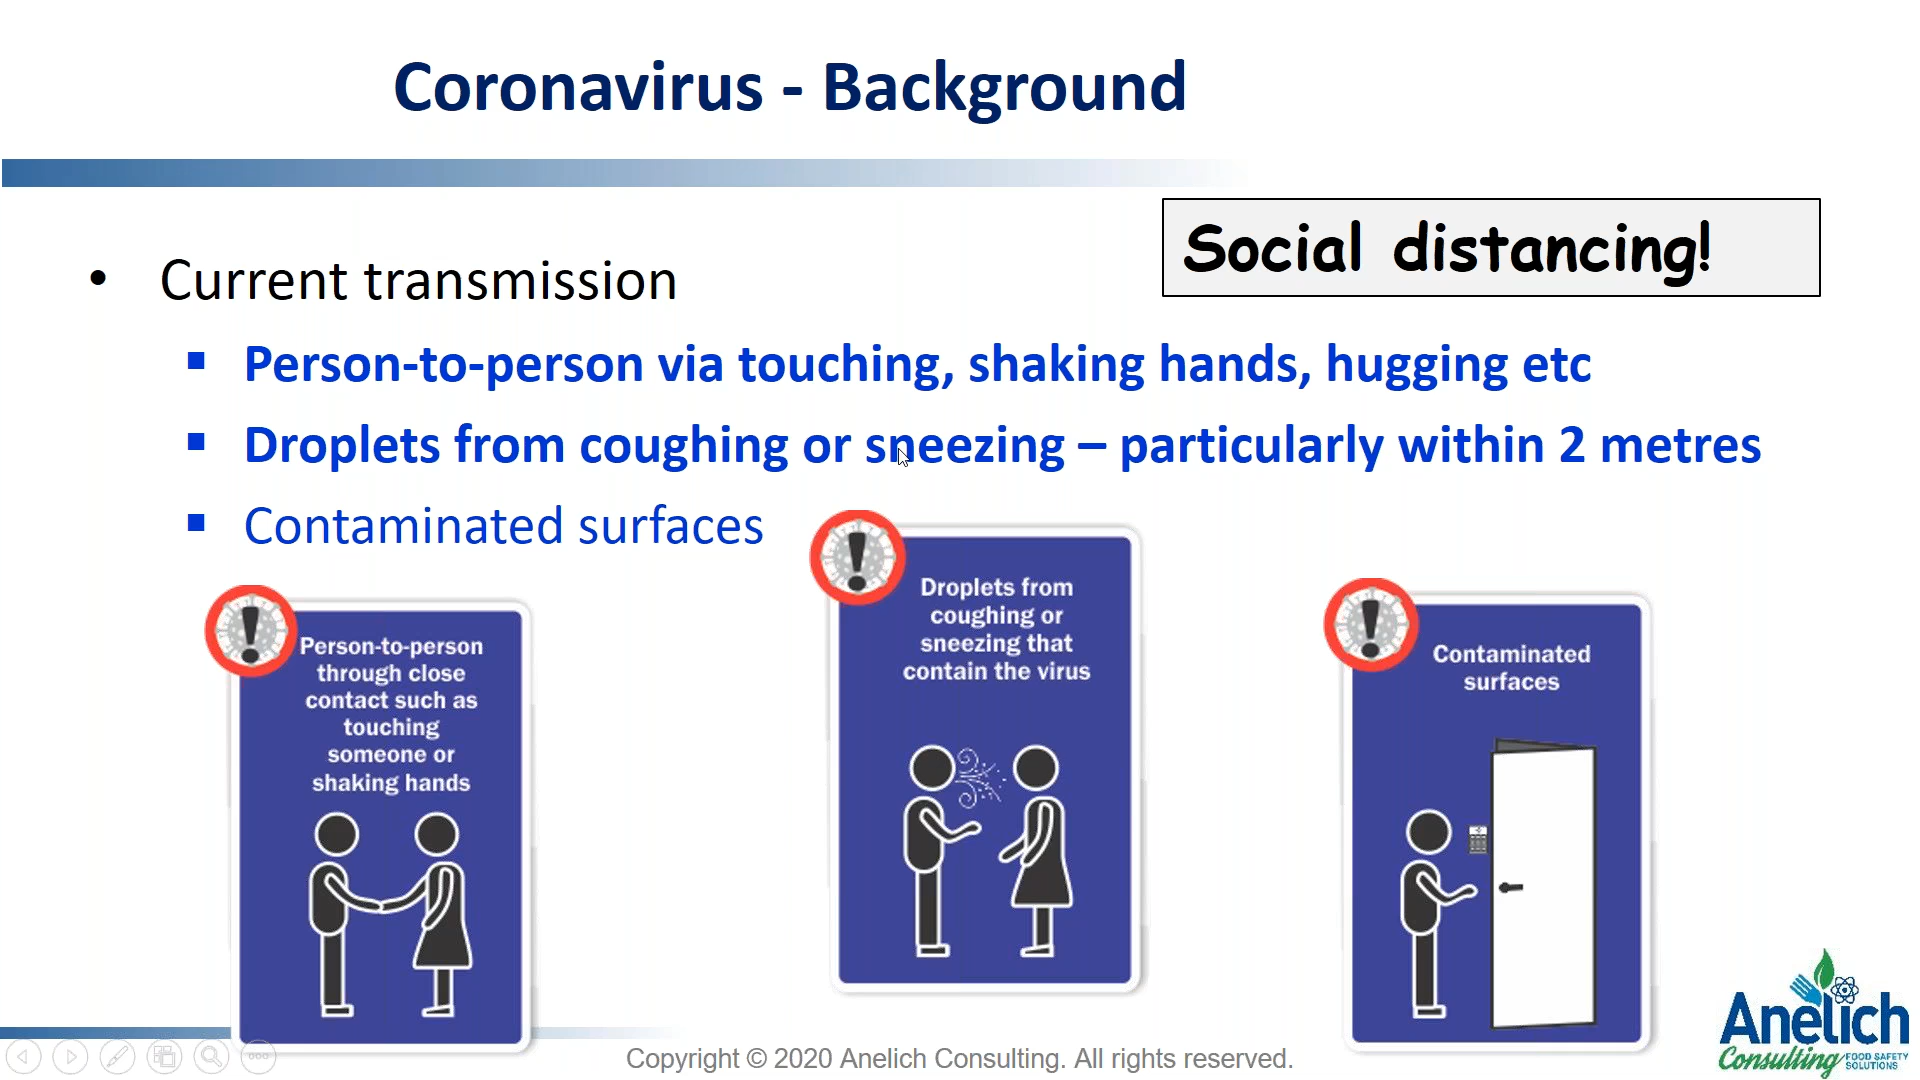 Coronavirus - Background
Social distancing!
• Current transmission
▪ Person-to-person via touching, shaking hands, hugging etc
▪ Droplets from coughing or sneezing – particularly within 2 metres
▪ Contaminated surfaces
Person-to-person
through close
contact such as
touching
someone or
shaking hands
Droplets from
coughing or
sneezing that
contain the virus
Contaminated
surfaces
Anelich
Consulting
FOOD SAFETY
SOLUTIONS
Copyright © 2020 Anelich Consulting. All rights reserved.